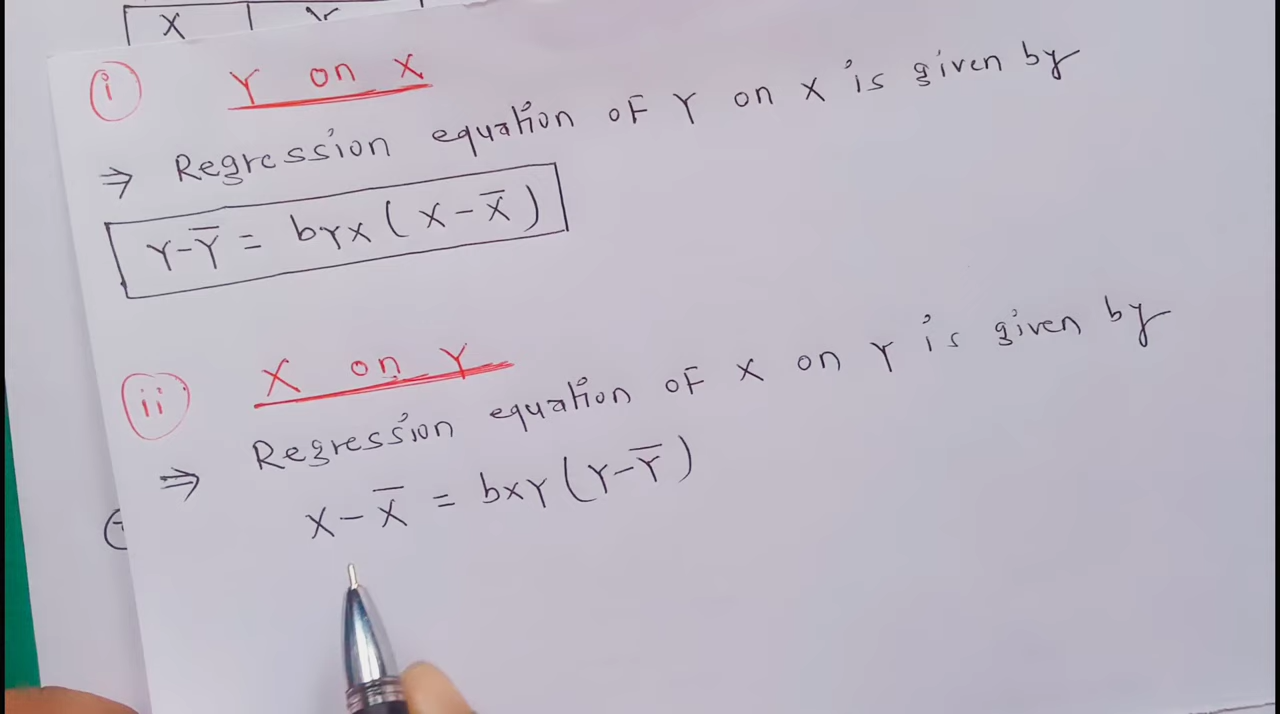 X Y
(i) Y on X
⇒ Regression equation of Y on X is given by
Y-Ȳ = bYX ( X-X̄ )
(ii) X on Y
⇒ Regression equation of X on Y is given by
X-X̄ = bXY (Y-Ȳ)